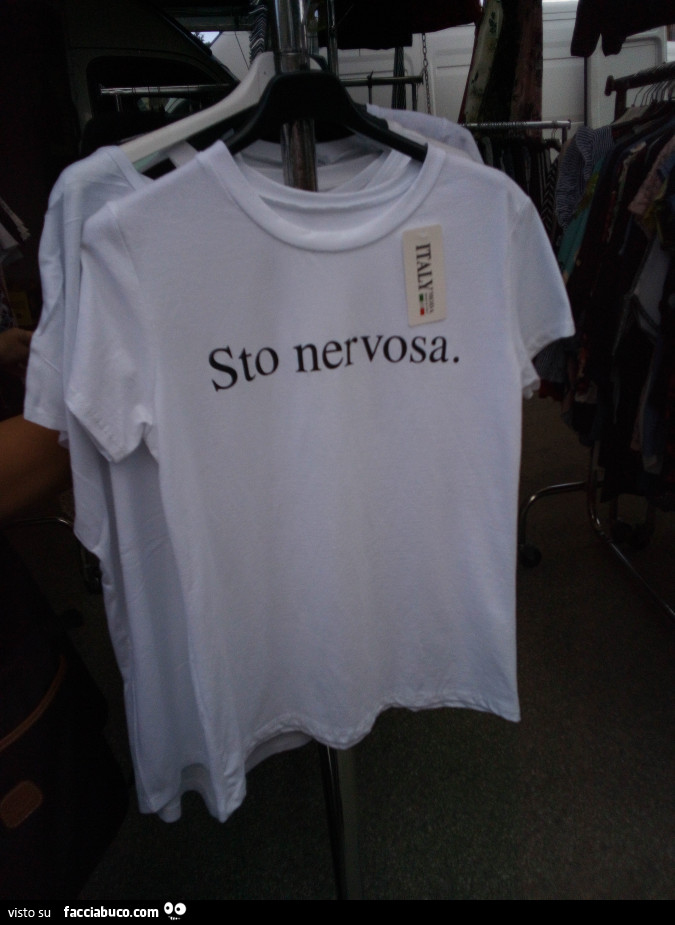 ITALY
Sto nervosa.
visto su facciabuco.com